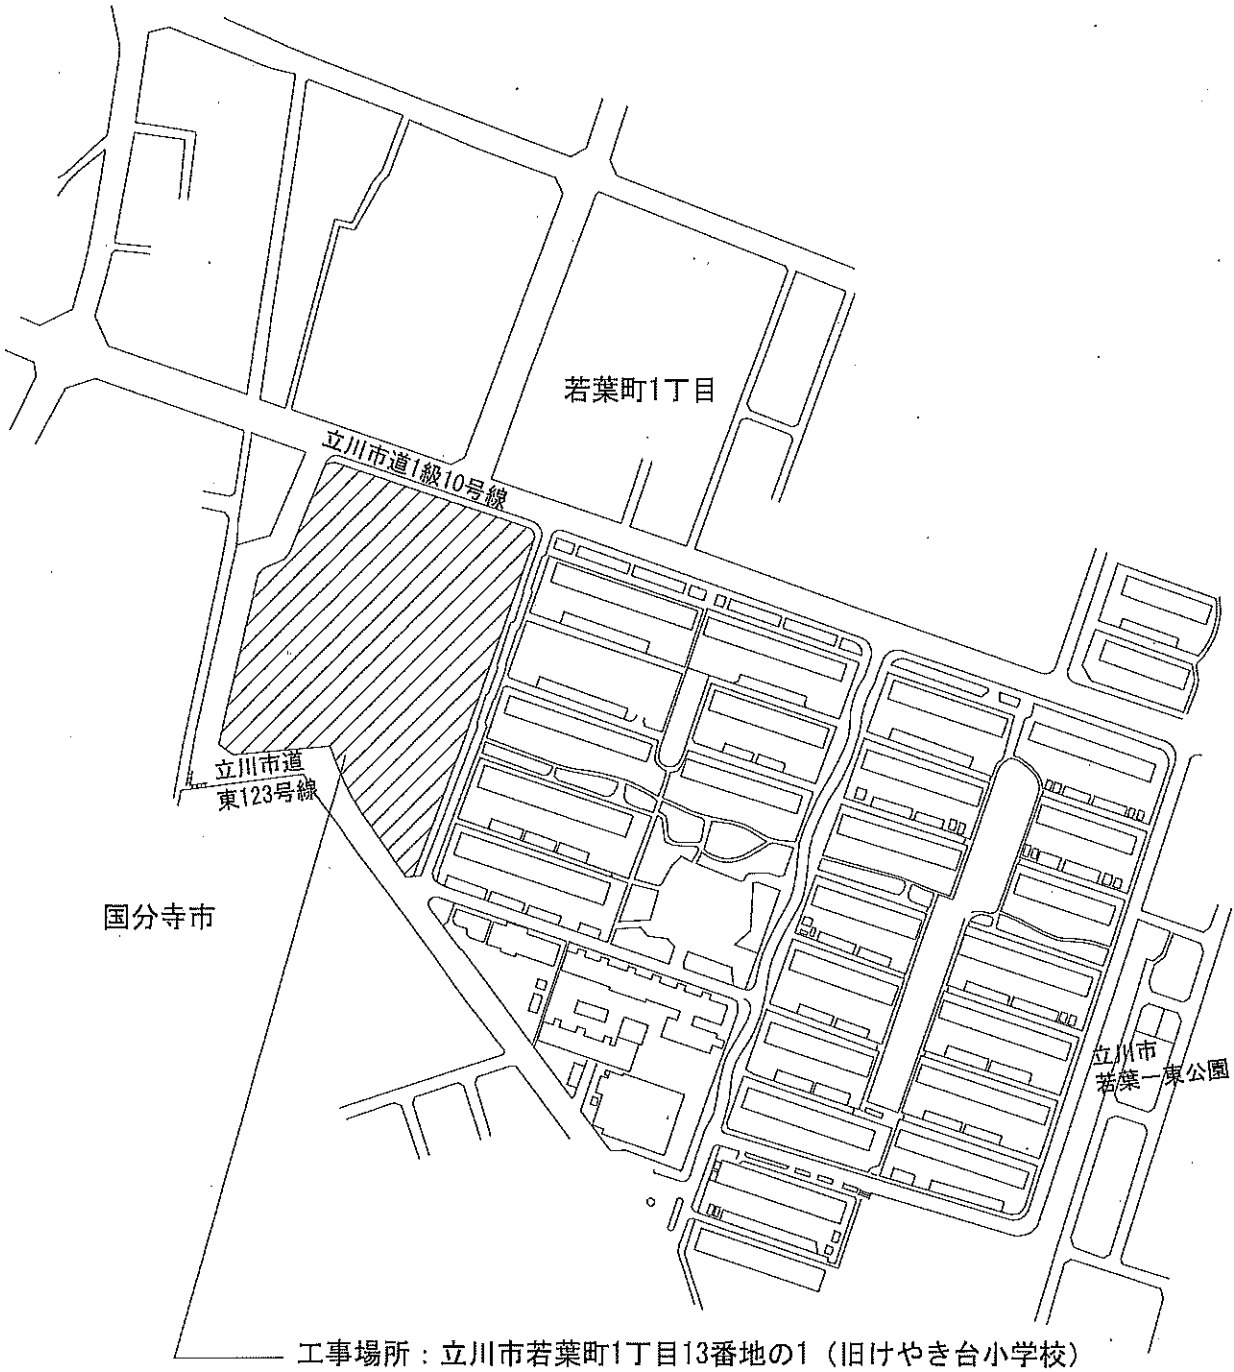 若葉町1丁目
立川市道1級10号線
立川市道
東123号線
国分寺市
立川市
若葉一東公園
工事場所：立川市若葉町1丁目13番地の1（旧けやき台小学校）